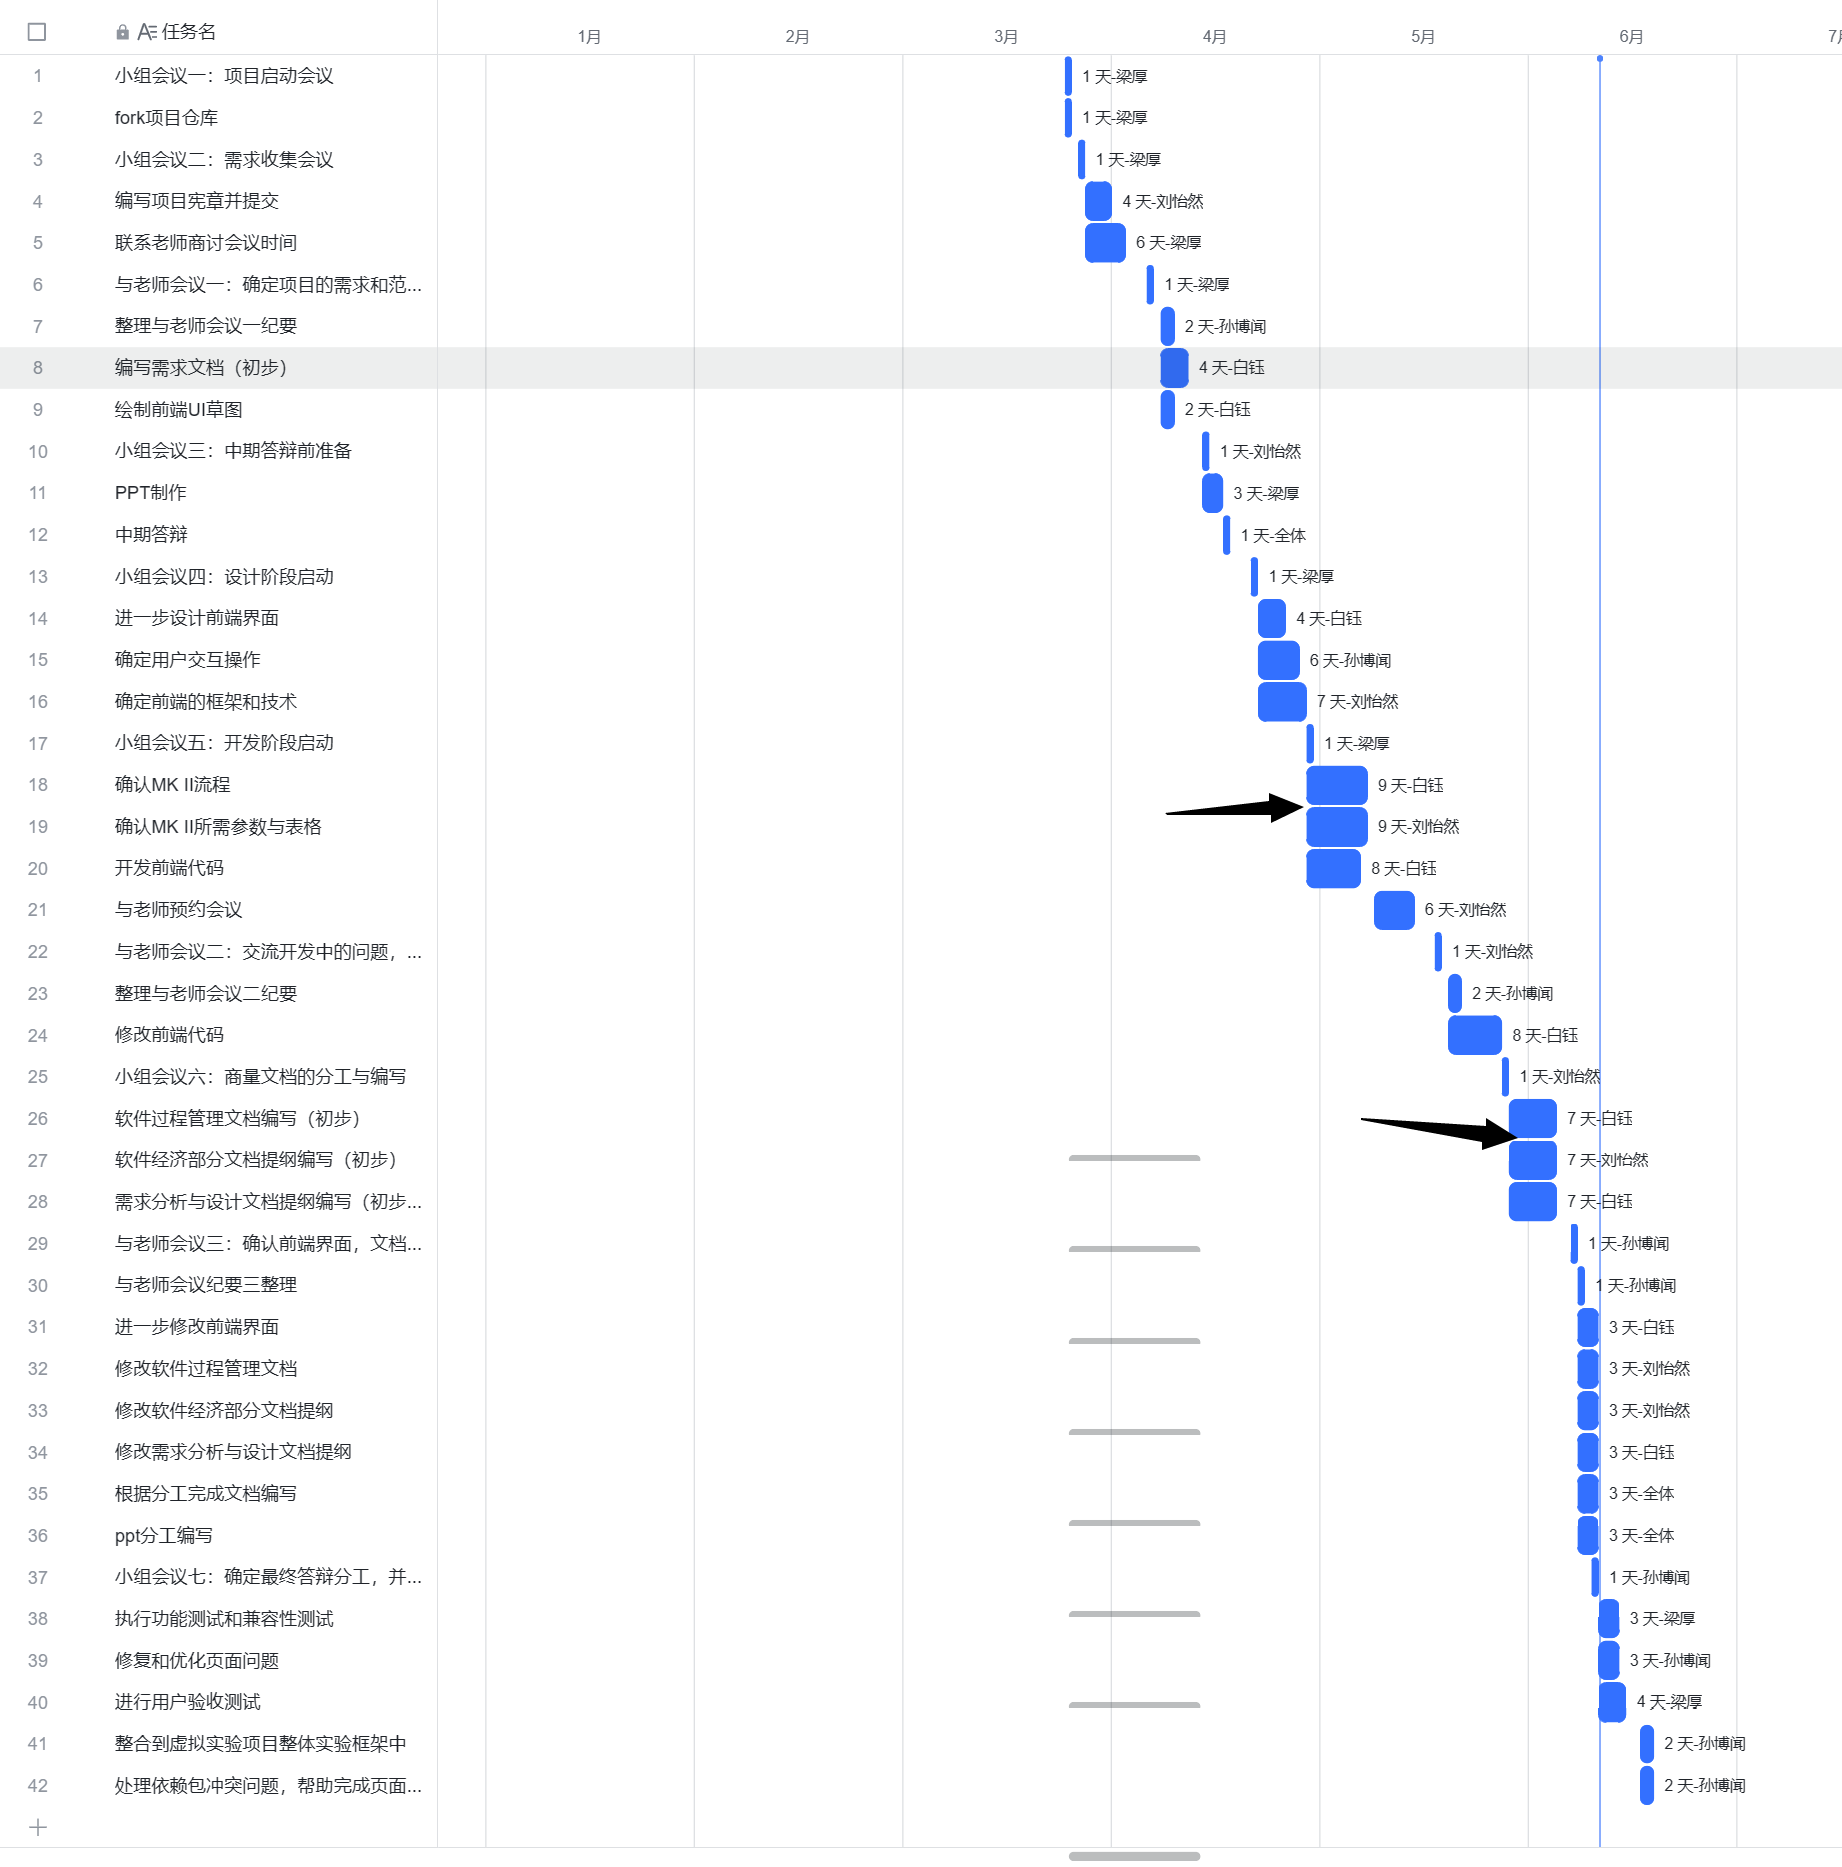 任务名 1月 2月 3月 4月 5月 6月
1 小组会议一：项目启动会议 1 天-梁厚
2 fork项目仓库 1 天-梁厚
3 小组会议二：需求收集会议 1 天-梁厚
4 编写项目宪章并提交 4 天-刘怡然
5 联系老师商讨会议时间 6 天-梁厚
6 与老师会议一：确定项目的需求和范... 1 天-梁厚
7 整理与老师会议一纪要 2 天-孙博闻
8 编写需求文档（初步） 4 天-白钰
9 绘制前端UI草图 2 天-白钰
10 小组会议三：中期答辩前准备 1 天-刘怡然
11 PPT制作 3 天-梁厚
12 中期答辩 1 天-全体
13 小组会议四：设计阶段启动 1 天-梁厚
14 进一步设计前端界面 4 天-白钰
15 确定用户交互操作 6 天-孙博闻
16 确定前端的框架和技术 7 天-刘怡然
17 小组会议五：开发阶段启动 1 天-梁厚
18 确认MK II流程 9 天-白钰
19 确认MK II所需参数与表格 9 天-刘怡然
20 开发前端代码 8 天-白钰
21 与老师预约会议 6 天-刘怡然
22 与老师会议二：交流开发中的问题，... 1 天-刘怡然
23 整理与老师会议二纪要 2 天-孙博闻
24 修改前端代码 8 天-白钰
25 小组会议六：商量文档的分工与编写 1 天-刘怡然
26 软件过程管理文档编写（初步） 7 天-白钰
27 软件经济部分文档提纲编写（初步） 7 天-刘怡然
28 需求分析与设计文档提纲编写（初步... 7 天-白钰
29 与老师会议三：确认前端界面，文档... 1 天-孙博闻
30 与老师会议纪要三整理 1 天-孙博闻
31 进一步修改前端界面 3 天-白钰
32 修改软件过程管理文档 3 天-刘怡然
33 修改软件经济部分文档提纲 3 天-刘怡然
34 修改需求分析与设计文档提纲 3 天-白钰
35 根据分工完成文档编写 3 天-全体
36 ppt分工编写 3 天-全体
37 小组会议七：确定最终答辩分工，并... 1 天-孙博闻
38 执行功能测试和兼容性测试 3 天-梁厚
39 修复和优化页面问题 3 天-孙博闻
40 进行用户验收测试 4 天-梁厚
41 整合到虚拟实验项目整体实验框架中 2 天-孙博闻
42 处理依赖包冲突问题，帮助完成页面... 2 天-孙博闻